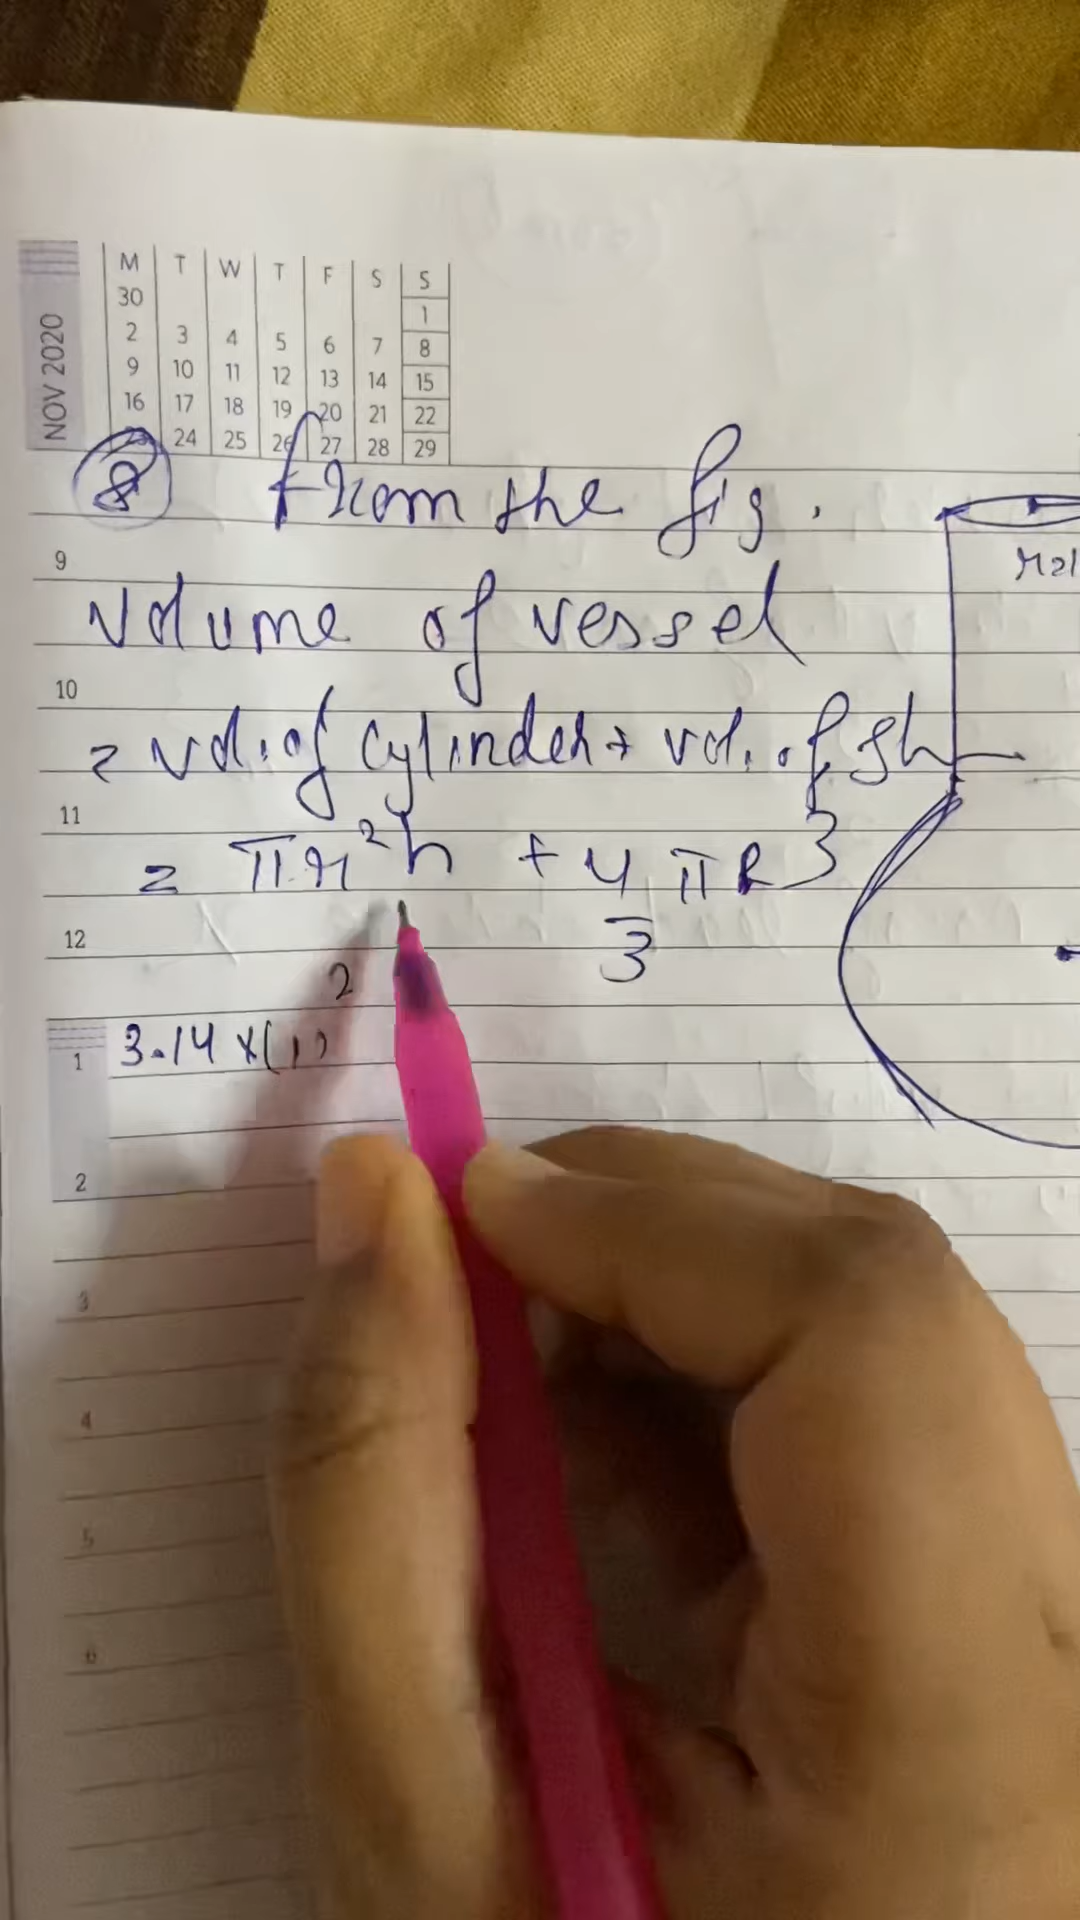 NOV 2020
M T W T F S S
30 1
2 3 4 5 6 7 8
9 10 11 12 13 14 15
16 17 18 19 20 21 22
23 24 25 26 27 28 29
8 from the fig.
9
Volume of vessel
10
= vol. of cylinder + vol. of
11
= πr²h + 4/3 πR³
12
1 3.14 x(1)²
2
3
4
5
6